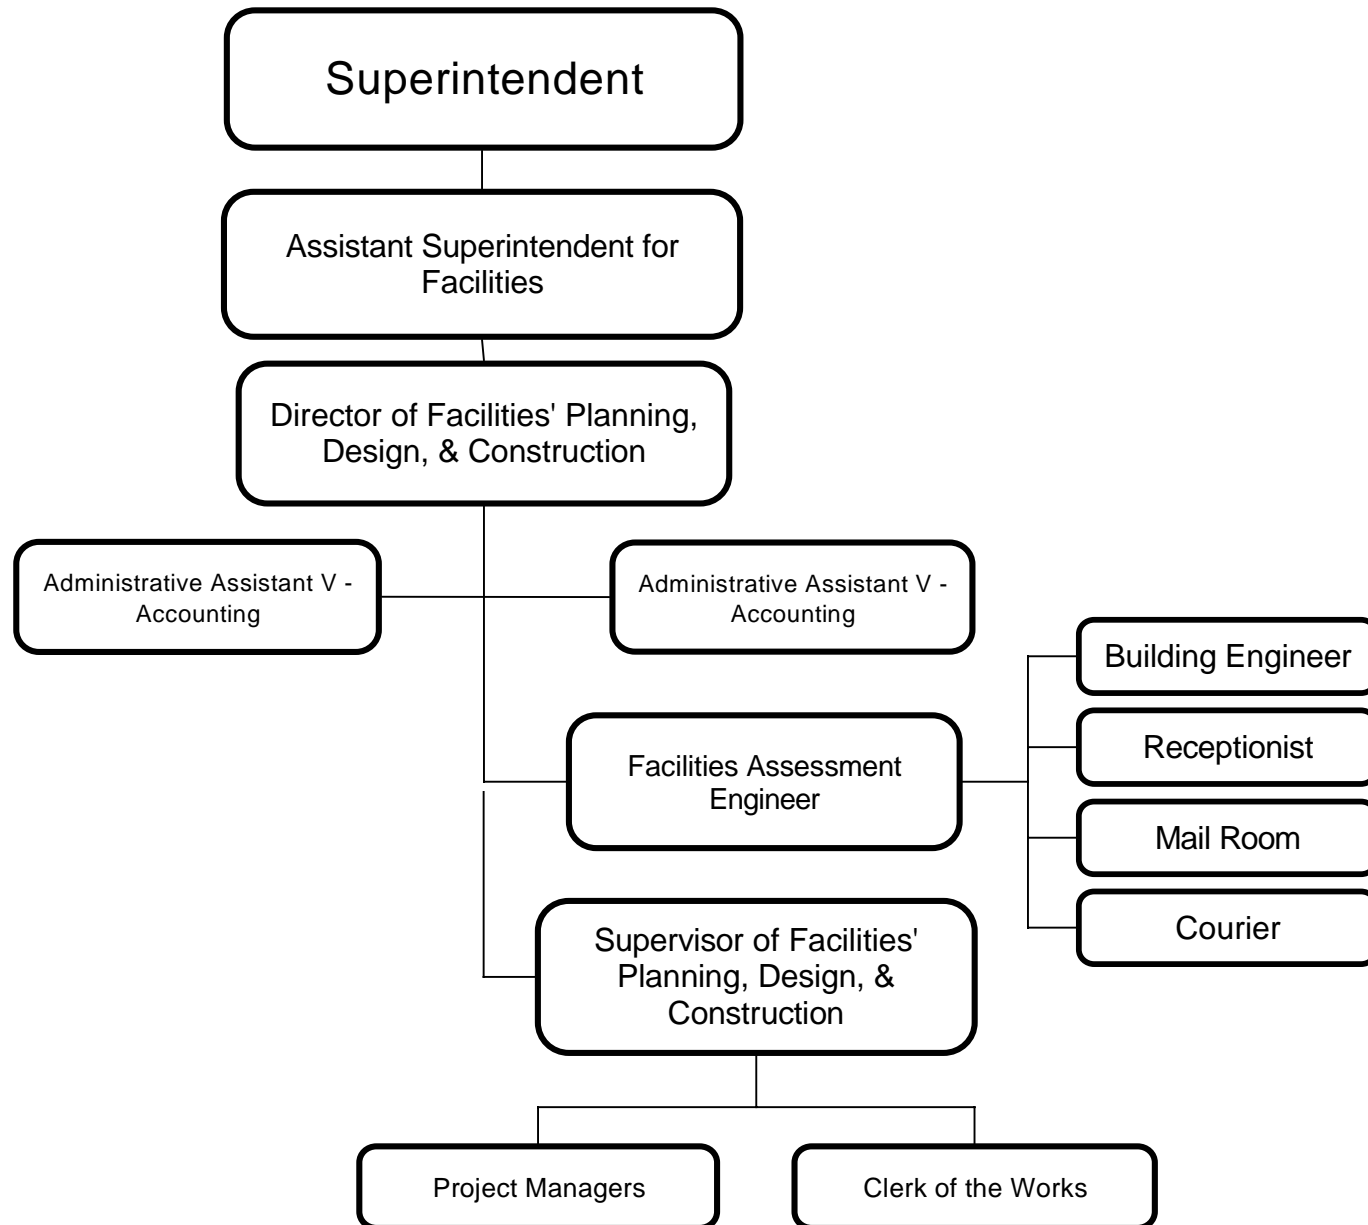 Superintendent
Assistant Superintendent for
Facilities
Director of Facilities' Planning,
Design, & Construction
Administrative Assistant V -
Accounting
Administrative Assistant V -
Accounting
Building Engineer
Receptionist
Mail Room
Courier
Facilities Assessment
Engineer
Supervisor of Facilities'
Planning, Design, &
Construction
Project Managers
Clerk of the Works